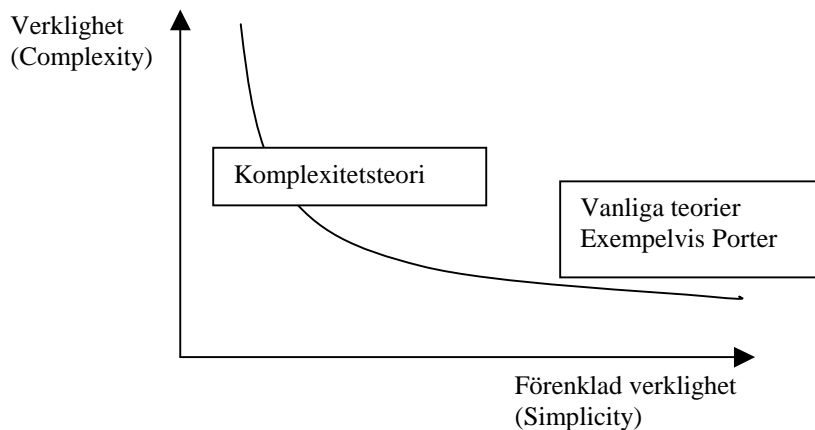 Verklighet
(Complexity)
Komplexitetsteori
Vanliga teorier
Exempelvis Porter
Förenklad verklighet
(Simplicity)